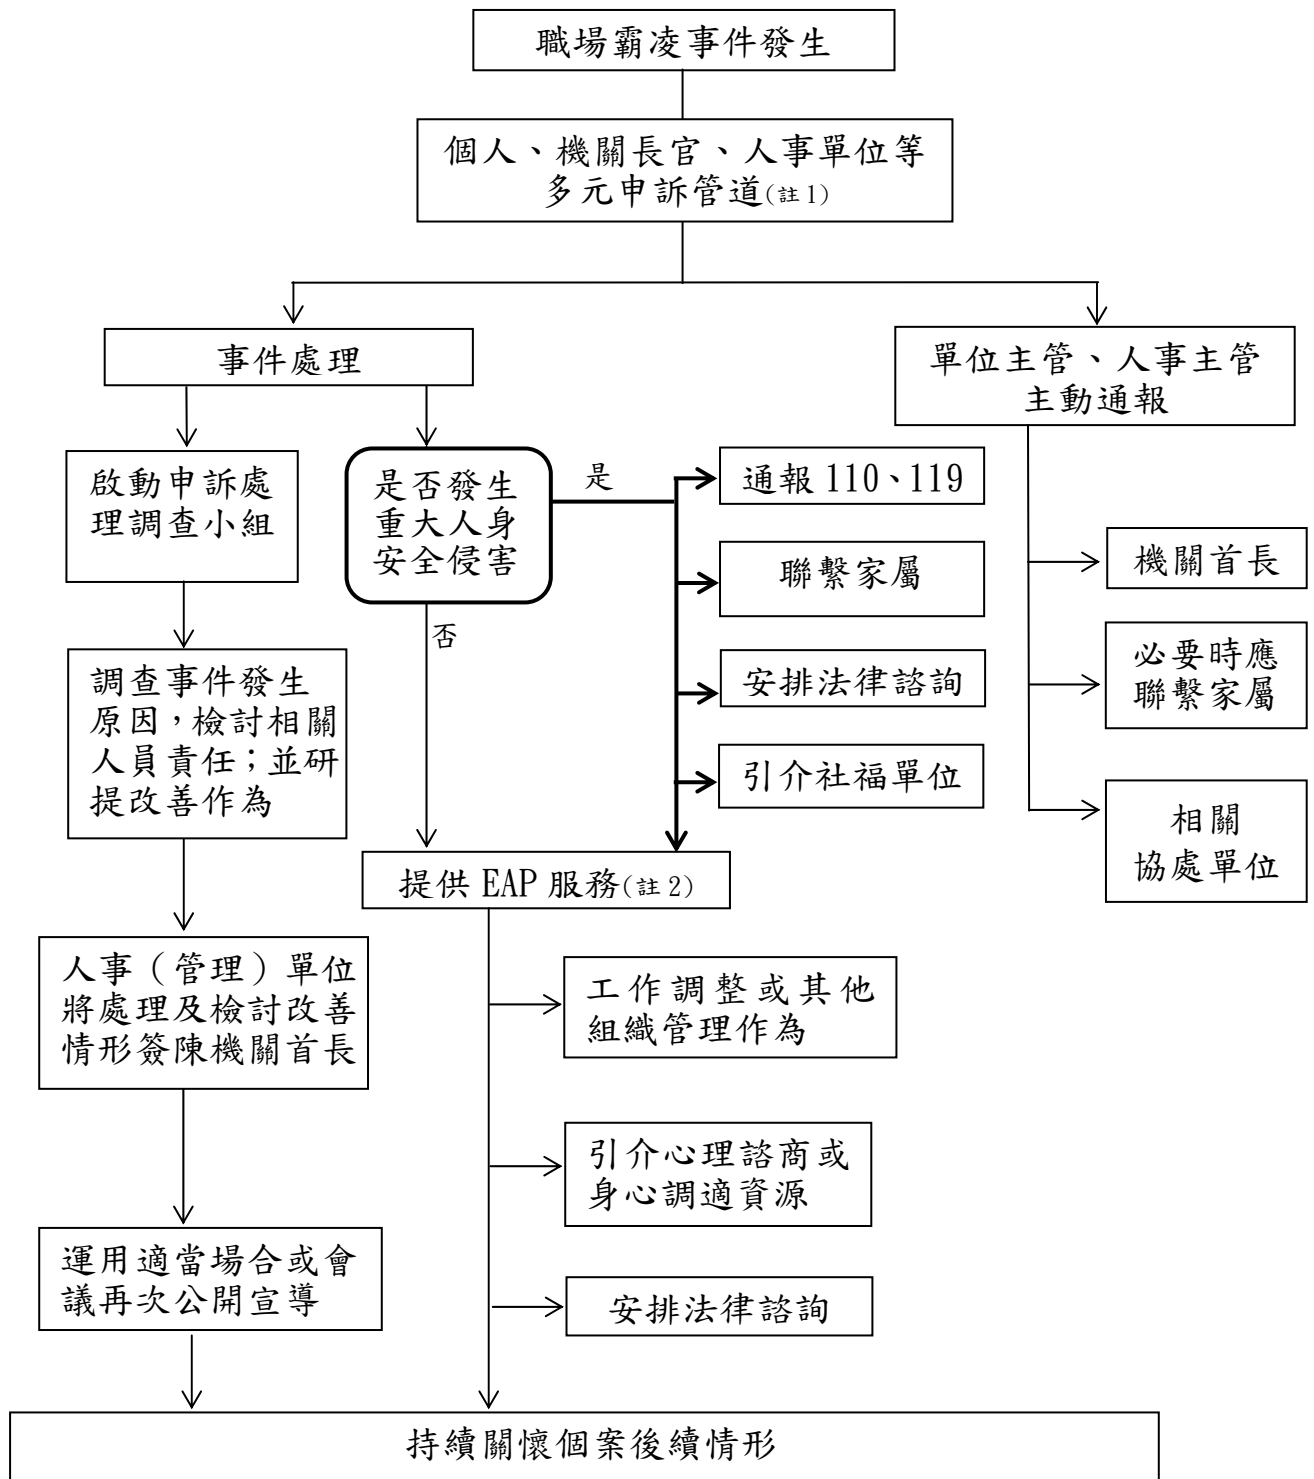 職場霸凌事件發生
個人、機關長官、人事單位等
多元申訴管道(註1)
事件處理
單位主管、人事主管
主動通報
啟動申訴處
理調查小組
是否發生
重大人身
安全侵害
是
否
通報 110、119
聯繫家屬
安排法律諮詢
引介社福單位
機關首長
必要時應
聯繫家屬
相關
協處單位
調查事件發生
原因，檢討相關
人員責任；並研
提改善作為
提供 EAP 服務(註2)
人事（管理）單位
將處理及檢討改善
情形簽陳機關首長
工作調整或其他
組織管理作為
引介心理諮商或
身心調適資源
運用適當場合或會
議再次公開宣導
安排法律諮詢
持續關懷個案後續情形